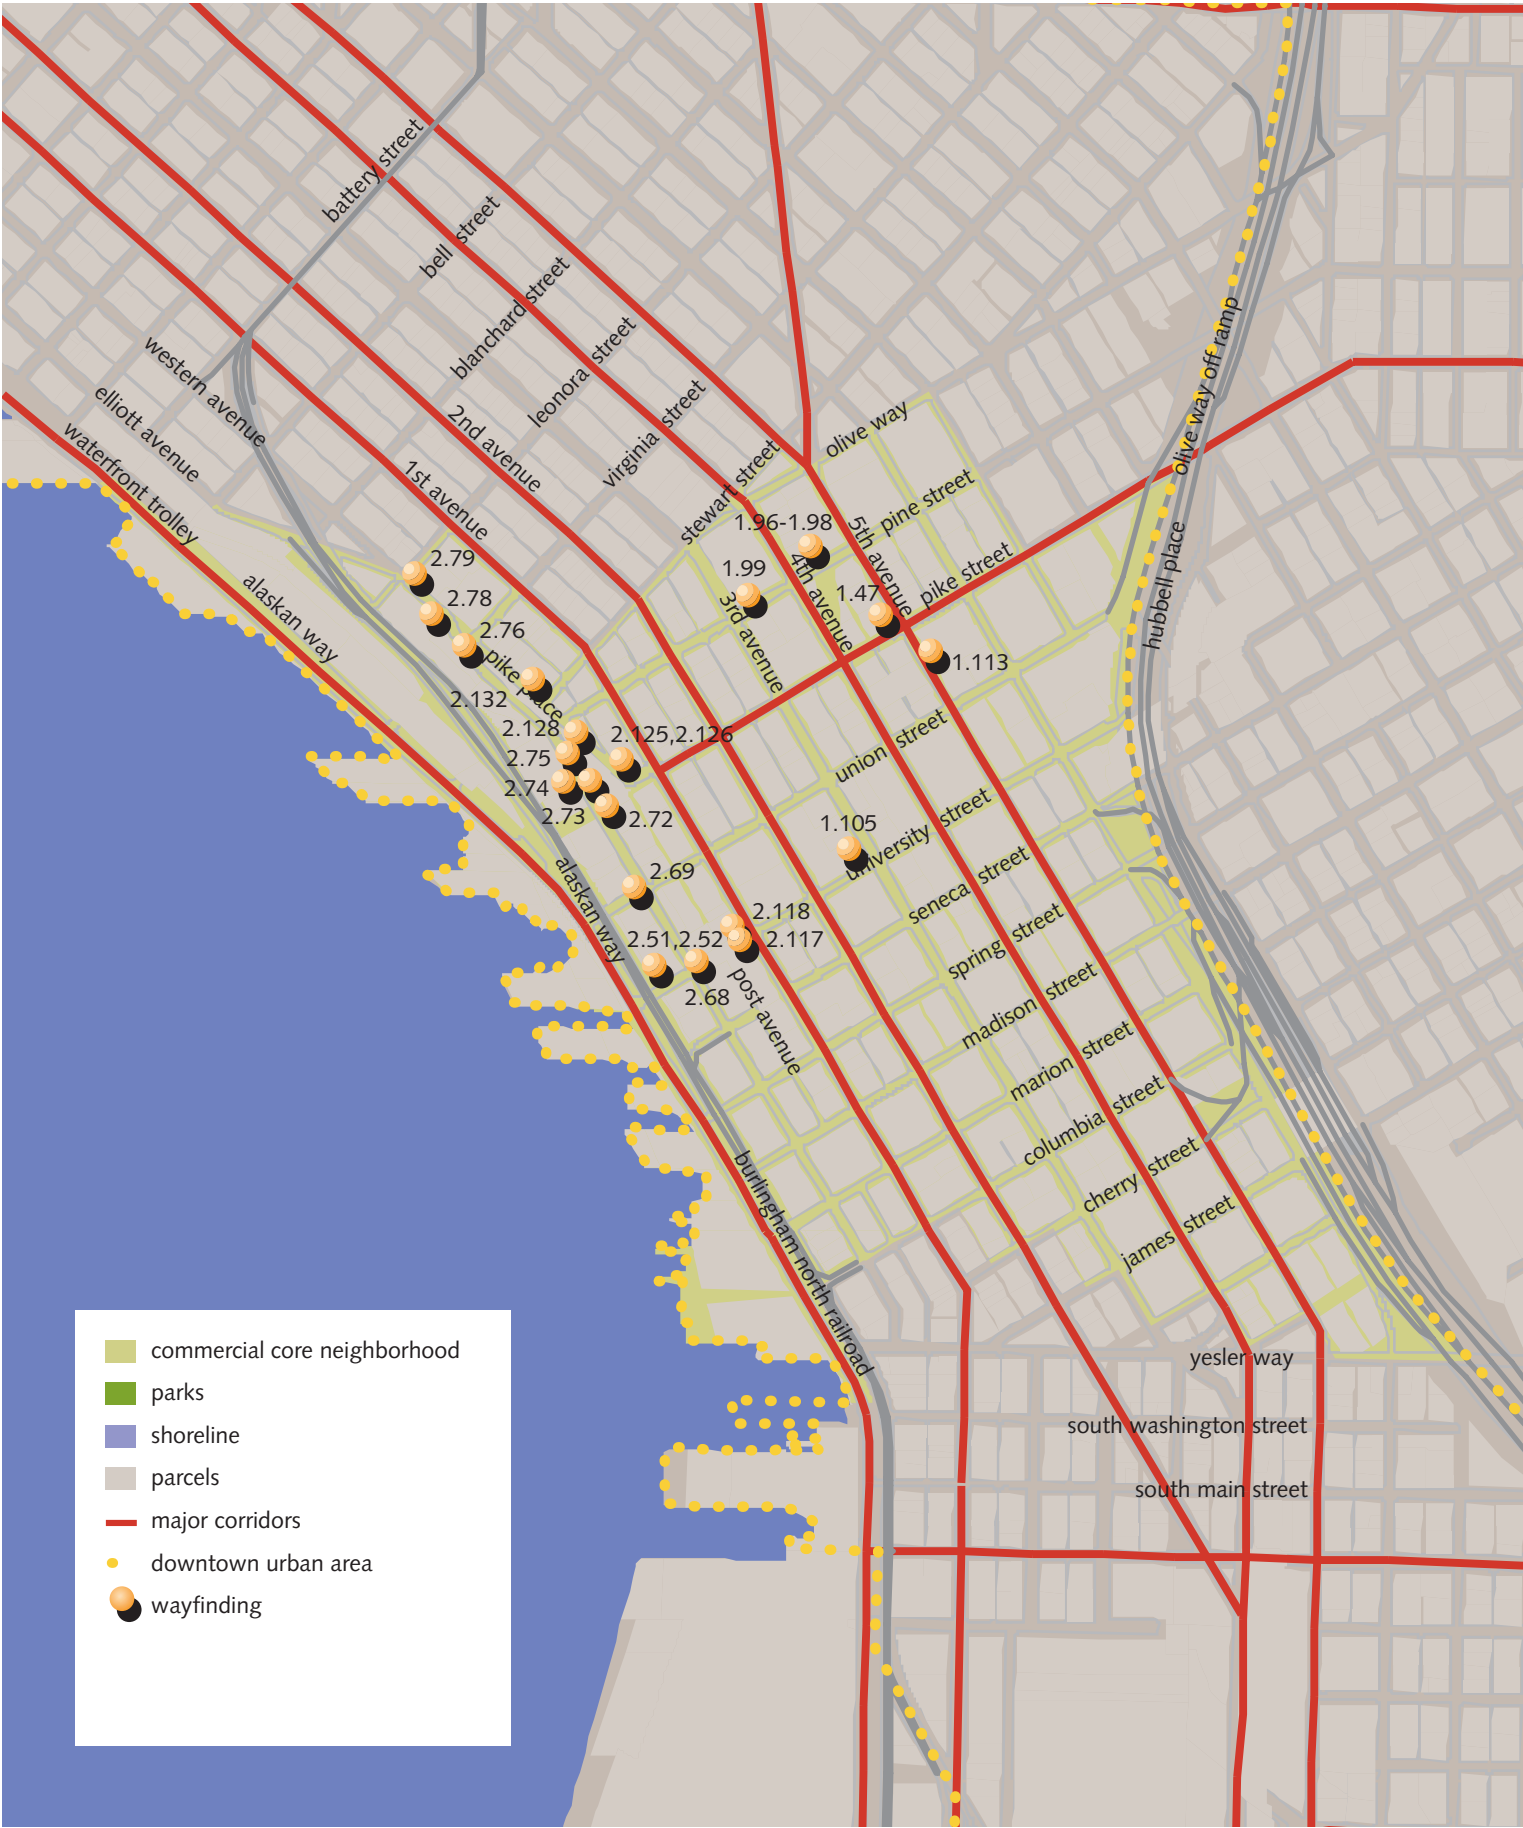 battery street
bell street
blanchard street
leonora street
virginia street
stewart street
olive way
olive way off ramp
western avenue
elliott avenue
waterfront trolley
2nd avenue
1st avenue
pine street
pike street
hubbell place
alaskan way
1.96-1.98
5th avenue
4th avenue
1.99
3rd avenue
1.47
1.113
2.79
2.78
2.76
pike place
2.132
2.128
2.125,2.126
2.75
2.74
2.73
2.72
union street
university street
1.105
seneca street
spring street
madison street
marion street
columbia street
cherry street
james street
alaskan way
2.69
2.118
2.51,2.52
2.117
2.68
post avenue
burlingham north railroad
yesler way
south washington street
south main street
commercial core neighborhood
parks
shoreline
parcels
major corridors
downtown urban area
wayfinding